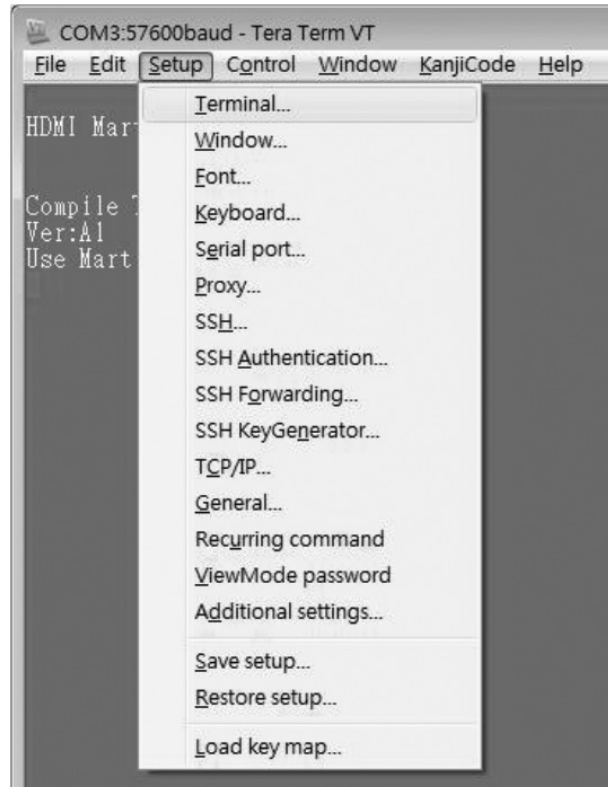 COM3:57600baud - Tera Term VT
File Edit Setup Control Window KanjiCode Help
HDMI Mar
Compile
Ver:A1
Use Mart
Terminal...
Window...
Font...
Keyboard...
Serial port...
Proxy...
SSH...
SSH Authentication...
SSH Forwarding...
SSH KeyGenerator...
TCP/IP...
General...
Recurring command
ViewMode password
Additional settings...
Save setup...
Restore setup...
Load key map...